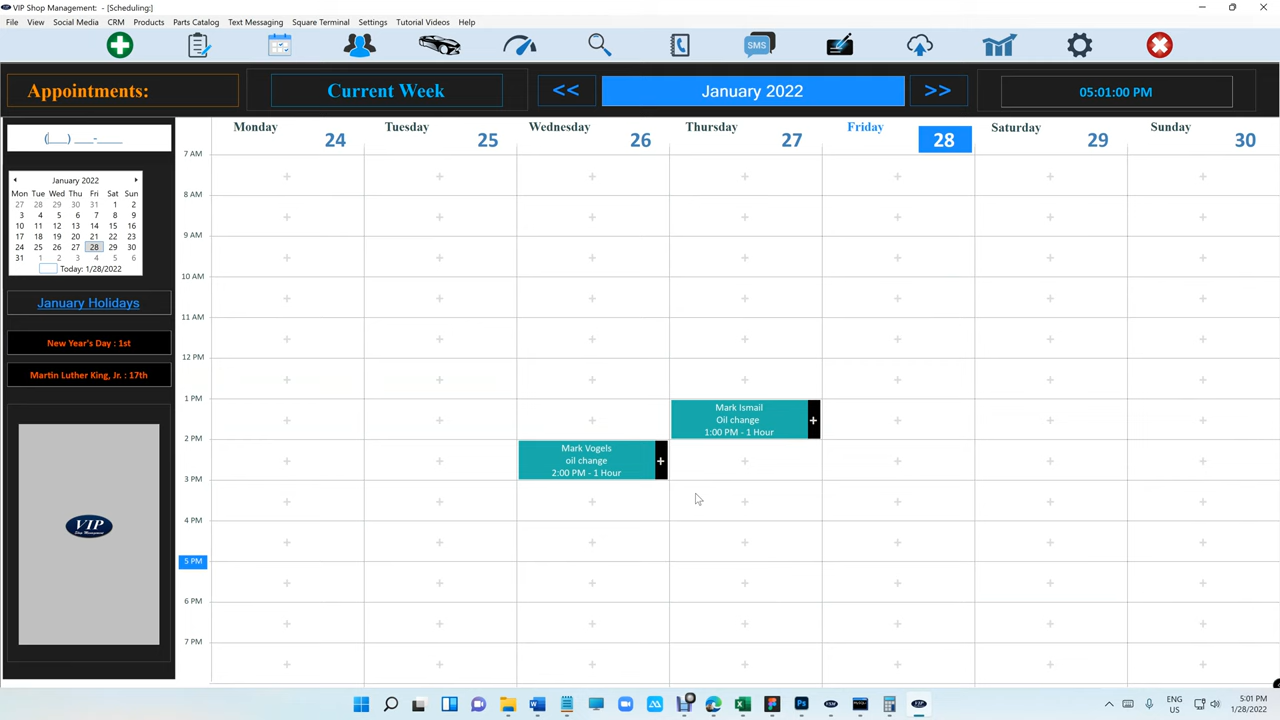 VIP Shop Management: - [Scheduling:]
File View Social Media CRM Products Parts Catalog Text Messaging Square Terminal Settings Tutorial Videos Help
SMS
Appointments:
Current Week
<<
January 2022
>>
05:01:00 PM
(___) ___-____
January 2022
Mon Tue Wed Thu Fri Sat Sun
27 28 29 30 31 1 2
3 4 5 6 7 8 9
10 11 12 13 14 15 16
17 18 19 20 21 22 23
24 25 26 27 28 29 30
31 1 2 3 4 5 6
Today: 1/28/2022
January Holidays
New Year's Day : 1st
Martin Luther King, Jr. : 17th
VIP
Shop Management
Monday 24
Tuesday 25
Wednesday 26
Thursday 27
Friday 28
Saturday 29
Sunday 30
7 AM
8 AM
9 AM
10 AM
11 AM
12 PM
1 PM
2 PM
3 PM
4 PM
5 PM
6 PM
7 PM
Mark Ismail
Oil change
1:00 PM - 1 Hour
+
Mark Vogels
oil change
2:00 PM - 1 Hour
+
ENG
US
5:01 PM
1/28/2022